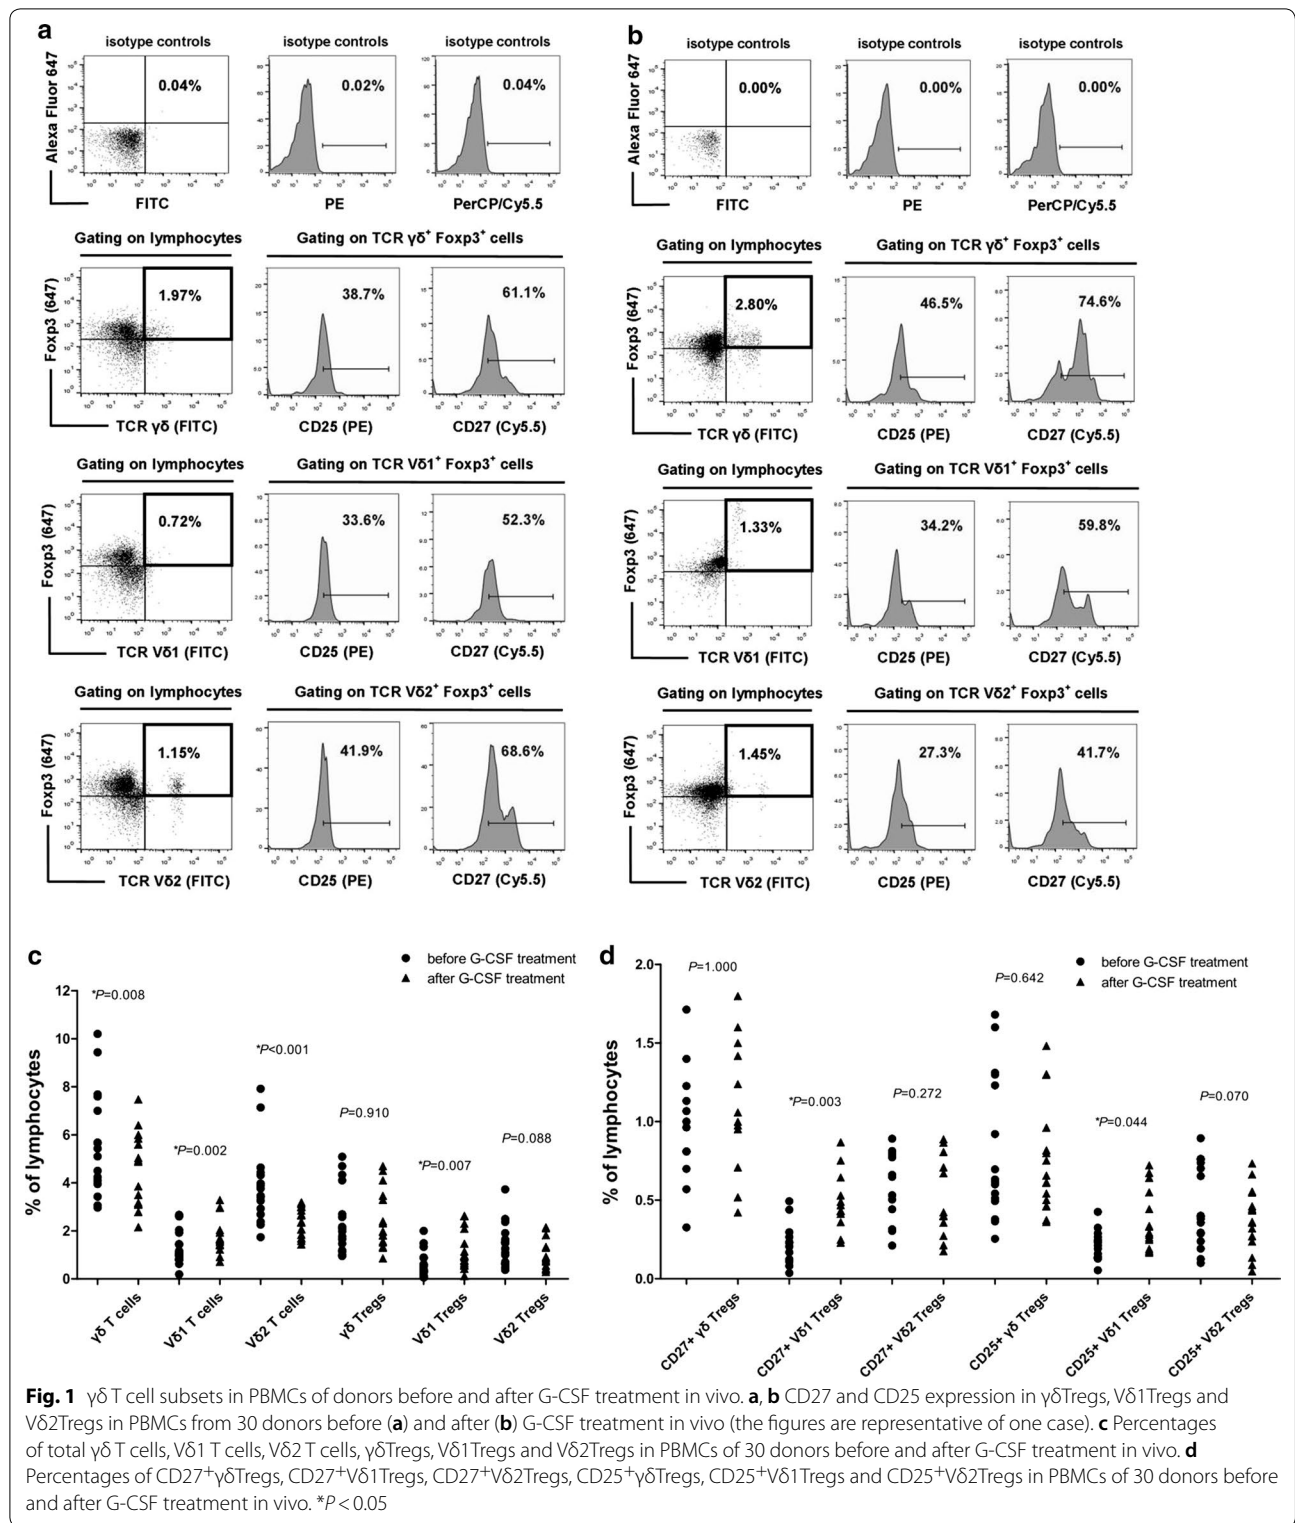 a
isotype controls
isotype controls
isotype controls
Alexa Fluor 647
0.04%
0.02%
0.04%
FITC
PE
PerCP/Cy5.5
Gating on lymphocytes
Gating on TCR γδ⁺ Foxp3⁺ cells
Foxp3 (647)
1.97%
38.7%
61.1%
TCR γδ (FITC)
CD25 (PE)
CD27 (Cy5.5)
Gating on lymphocytes
Gating on TCR Vδ1⁺ Foxp3⁺ cells
Foxp3 (647)
0.72%
33.6%
52.3%
TCR Vδ1 (FITC)
CD25 (PE)
CD27 (Cy5.5)
Gating on lymphocytes
Gating on TCR Vδ2⁺ Foxp3⁺ cells
Foxp3 (647)
1.15%
41.9%
68.6%
TCR Vδ2 (FITC)
CD25 (PE)
CD27 (Cy5.5)
b
isotype controls
isotype controls
isotype controls
Alexa Fluor 647
0.00%
0.00%
0.00%
FITC
PE
PerCP/Cy5.5
Gating on lymphocytes
Gating on TCR γδ⁺ Foxp3⁺ cells
Foxp3 (647)
2.80%
46.5%
74.6%
TCR γδ (FITC)
CD25 (PE)
CD27 (Cy5.5)
Gating on lymphocytes
Gating on TCR Vδ1⁺ Foxp3⁺ cells
Foxp3 (647)
1.33%
34.2%
59.8%
TCR Vδ1 (FITC)
CD25 (PE)
CD27 (Cy5.5)
Gating on lymphocytes
Gating on TCR Vδ2⁺ Foxp3⁺ cells
Foxp3 (647)
1.45%
27.3%
41.7%
TCR Vδ2 (FITC)
CD25 (PE)
CD27 (Cy5.5)
c
before G-CSF treatment
after G-CSF treatment
% of lymphocytes
12
10
8
6
4
2
0
*P=0.008
*P=0.002
*P<0.001
P=0.910
*P=0.007
P=0.088
γδ T cells
Vδ1 T cells
Vδ2 T cells
γδ Tregs
Vδ1 Tregs
Vδ2 Tregs
d
before G-CSF treatment
after G-CSF treatment
% of lymphocytes
2.0
1.5
1.0
0.5
0.0
P=1.000
*P=0.003
P=0.272
P=0.642
*P=0.044
P=0.070
CD27+ γδ Tregs
CD27+ Vδ1 Tregs
CD27+ Vδ2 Tregs
CD25+ γδ Tregs
CD25+ Vδ1 Tregs
CD25+ Vδ2 Tregs
Fig. 1 γδ T cell subsets in PBMCs of donors before and after G-CSF treatment in vivo. a, b CD27 and CD25 expression in γδTregs, Vδ1Tregs and
Vδ2Tregs in PBMCs from 30 donors before (a) and after (b) G-CSF treatment in vivo (the figures are representative of one case). c Percentages
of total γδ T cells, Vδ1 T cells, Vδ2 T cells, γδTregs, Vδ1Tregs and Vδ2Tregs in PBMCs of 30 donors before and after G-CSF treatment in vivo. d
Percentages of CD27⁺γδTregs, CD27⁺Vδ1Tregs, CD27⁺Vδ2Tregs, CD25⁺γδTregs, CD25⁺Vδ1Tregs and CD25⁺Vδ2Tregs in PBMCs of 30 donors before
and after G-CSF treatment in vivo. *P < 0.05